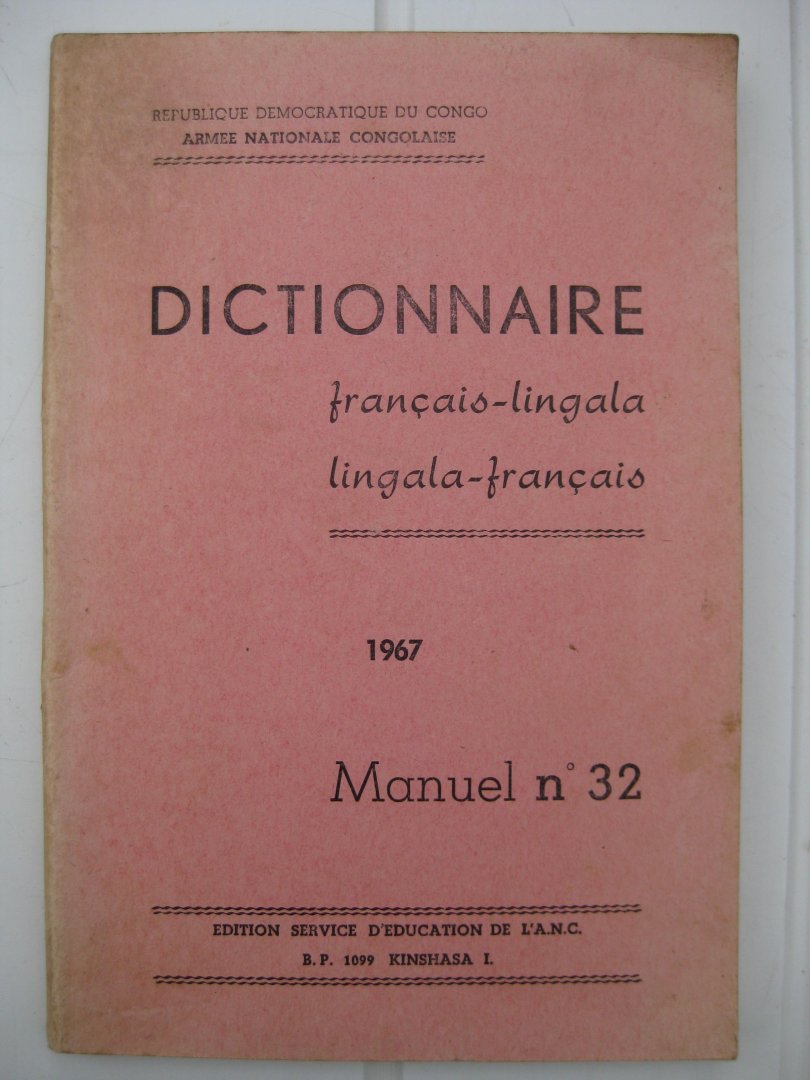 REPUBLIQUE DEMOCRATIQUE DU CONGO
ARMEE NATIONALE CONGOLAISE
DICTIONNAIRE
français-lingala
lingala-français
1967
Manuel n° 32
EDITION SERVICE D'EDUCATION DE L'A.N.C.
B.P. 1099 KINSHASA I.